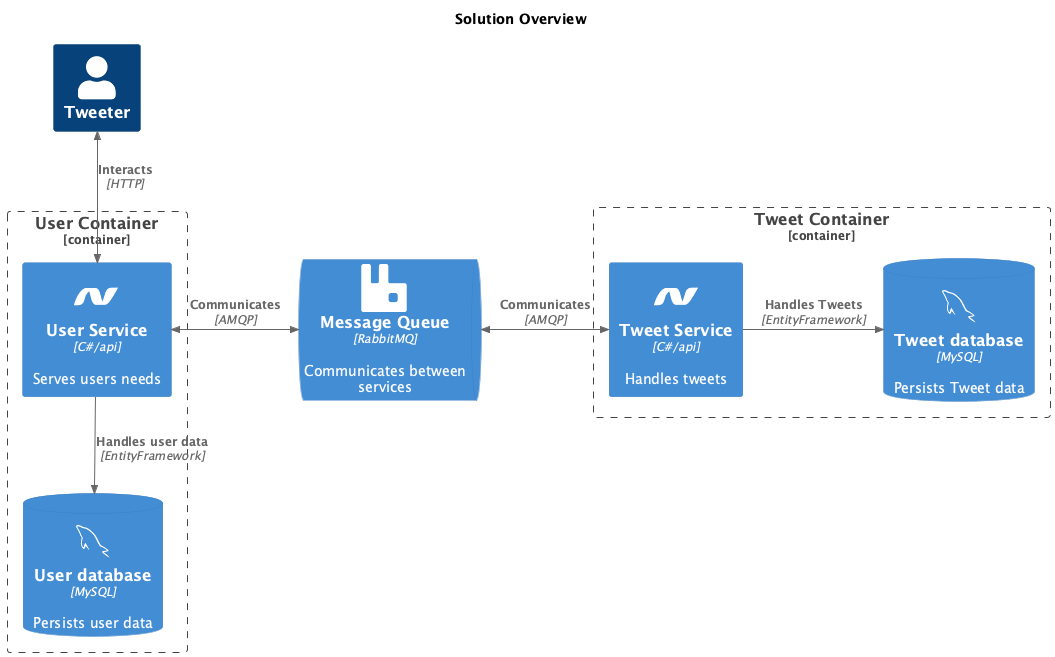 Solution Overview
Tweeter
Interacts
[HTTP]
User Container
[container]
User Service
[C#/api]
Serves users needs
Communicates
[AMQP]
Message Queue
[RabbitMQ]
Communicates between
services
Communicates
[AMQP]
Tweet Container
[container]
Tweet Service
[C#/api]
Handles tweets
Handles Tweets
[EntityFramework]
Tweet database
[MySQL]
Persists Tweet data
Handles user data
[EntityFramework]
User database
[MySQL]
Persists user data